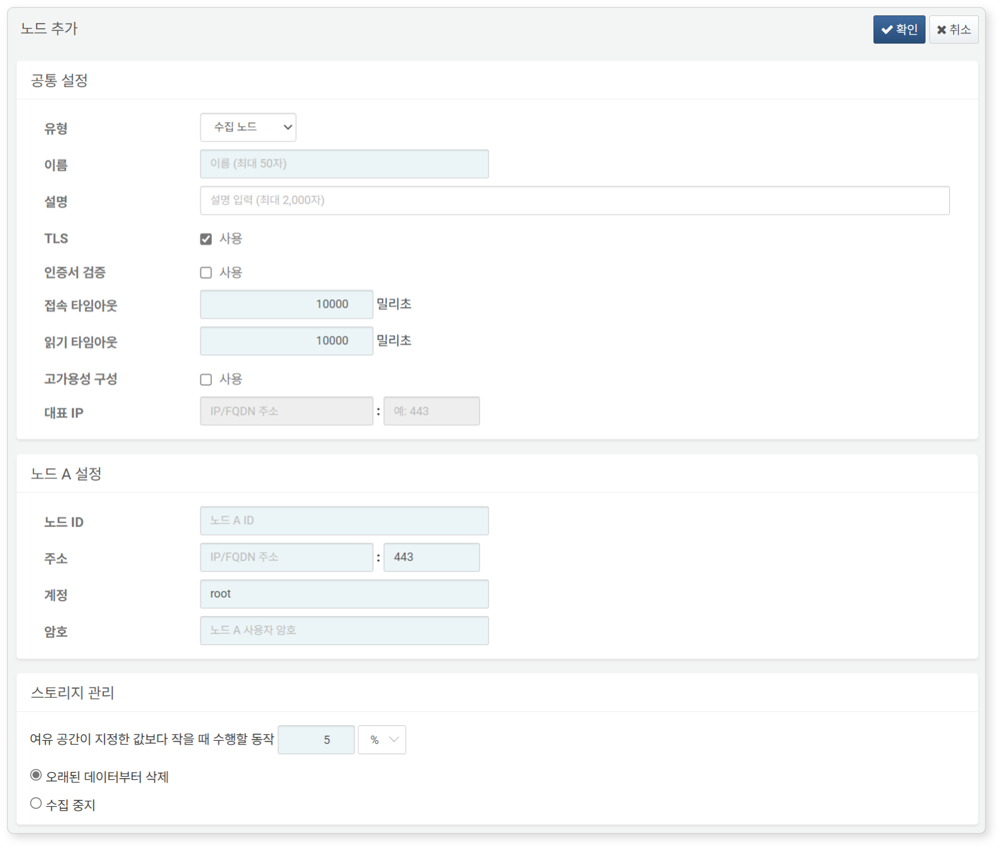 노드 추가
확인
취소
공통 설정
유형
수집 노드
이름
이름 (최대 50자)
설명
설명 입력 (최대 2,000자)
TLS
사용
인증서 검증
사용
접속 타임아웃
10000 밀리초
읽기 타임아웃
10000 밀리초
고가용성 구성
사용
대표 IP
IP/FQDN 주소 : 예: 443
노드 A 설정
노드 ID
노드 A ID
주소
IP/FQDN 주소 : 443
계정
root
암호
노드 A 사용자 암호
스토리지 관리
여유 공간이 지정한 값보다 작을 때 수행할 동작 5 %
오래된 데이터부터 삭제
수집 중지